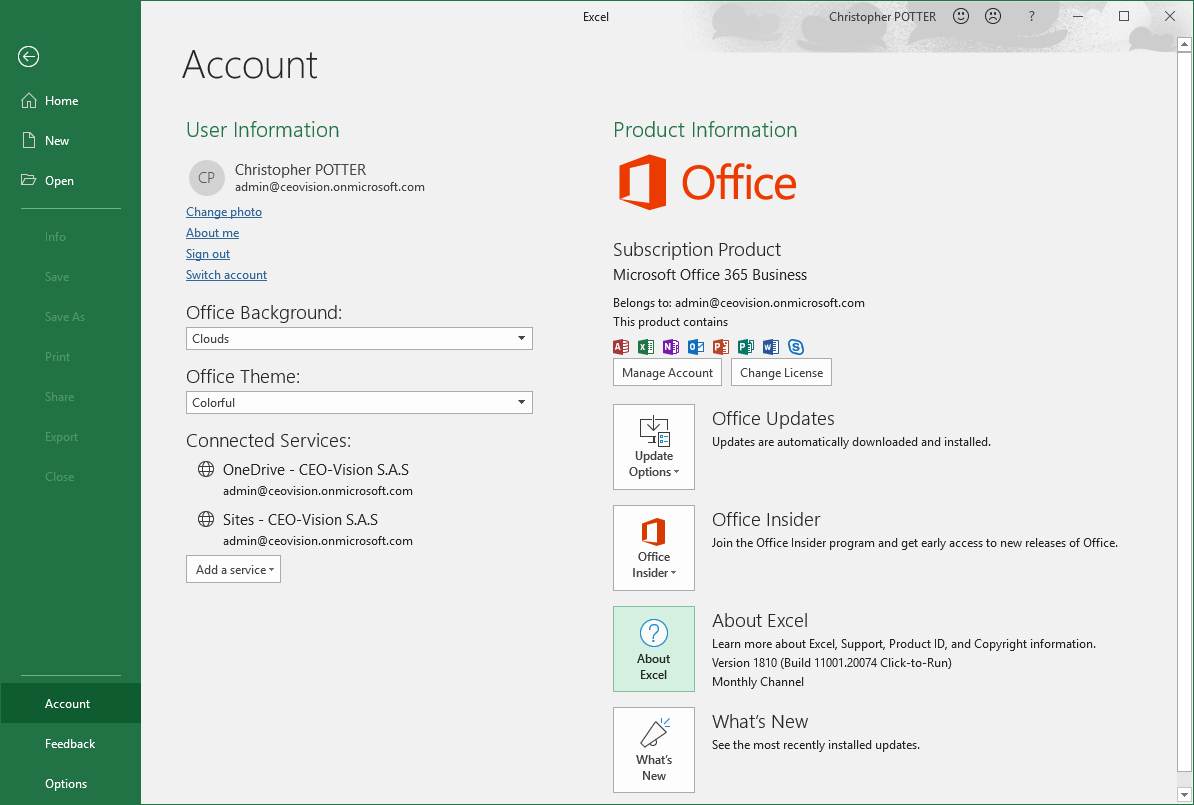 Excel
Christopher POTTER
?
Home
New
Open
Info
Save
Save As
Print
Share
Export
Close
Account
Feedback
Options
Account
User Information
CP
Christopher POTTER
admin@ceovision.onmicrosoft.com
Change photo
About me
Sign out
Switch account
Office Background:
Clouds
Office Theme:
Colorful
Connected Services:
OneDrive - CEO-Vision S.A.S
admin@ceovision.onmicrosoft.com
Sites - CEO-Vision S.A.S
admin@ceovision.onmicrosoft.com
Add a service
Product Information
Office
Subscription Product
Microsoft Office 365 Business
Belongs to: admin@ceovision.onmicrosoft.com
This product contains
Manage Account
Change License
Update
Options
Office Updates
Updates are automatically downloaded and installed.
Office
Insider
Office Insider
Join the Office Insider program and get early access to new releases of Office.
?
About
Excel
About Excel
Learn more about Excel, Support, Product ID, and Copyright information.
Version 1810 (Build 11001.20074 Click-to-Run)
Monthly Channel
What's
New
What's New
See the most recently installed updates.